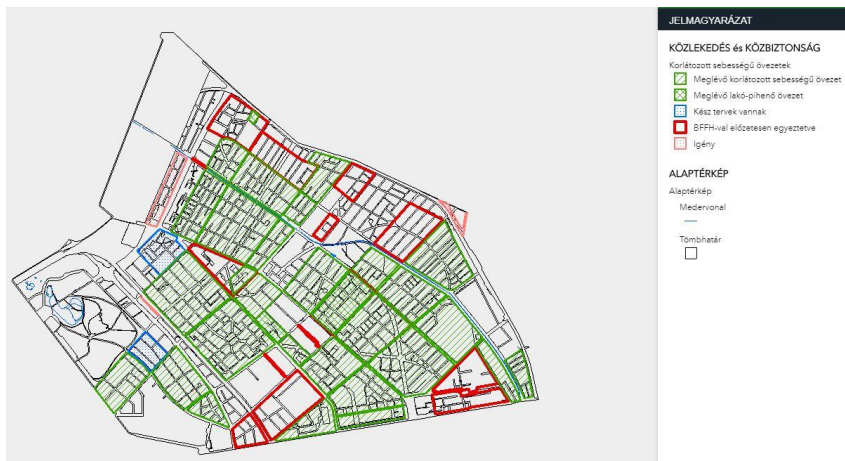 JELMAGYARÁZAT
KÖZLEKEDÉS és KÖZBIZTONSÁG
Korlátozott sebességű övezetek
Meglévő korlátozott sebességű övezet
Meglévő lakó-pihenő övezet
Kész tervek vannak
BFFH-val előzetesen egyeztetve
Igény
ALAPTÉRKÉP
Alaptérkép
Medervonal
Tömbhatár